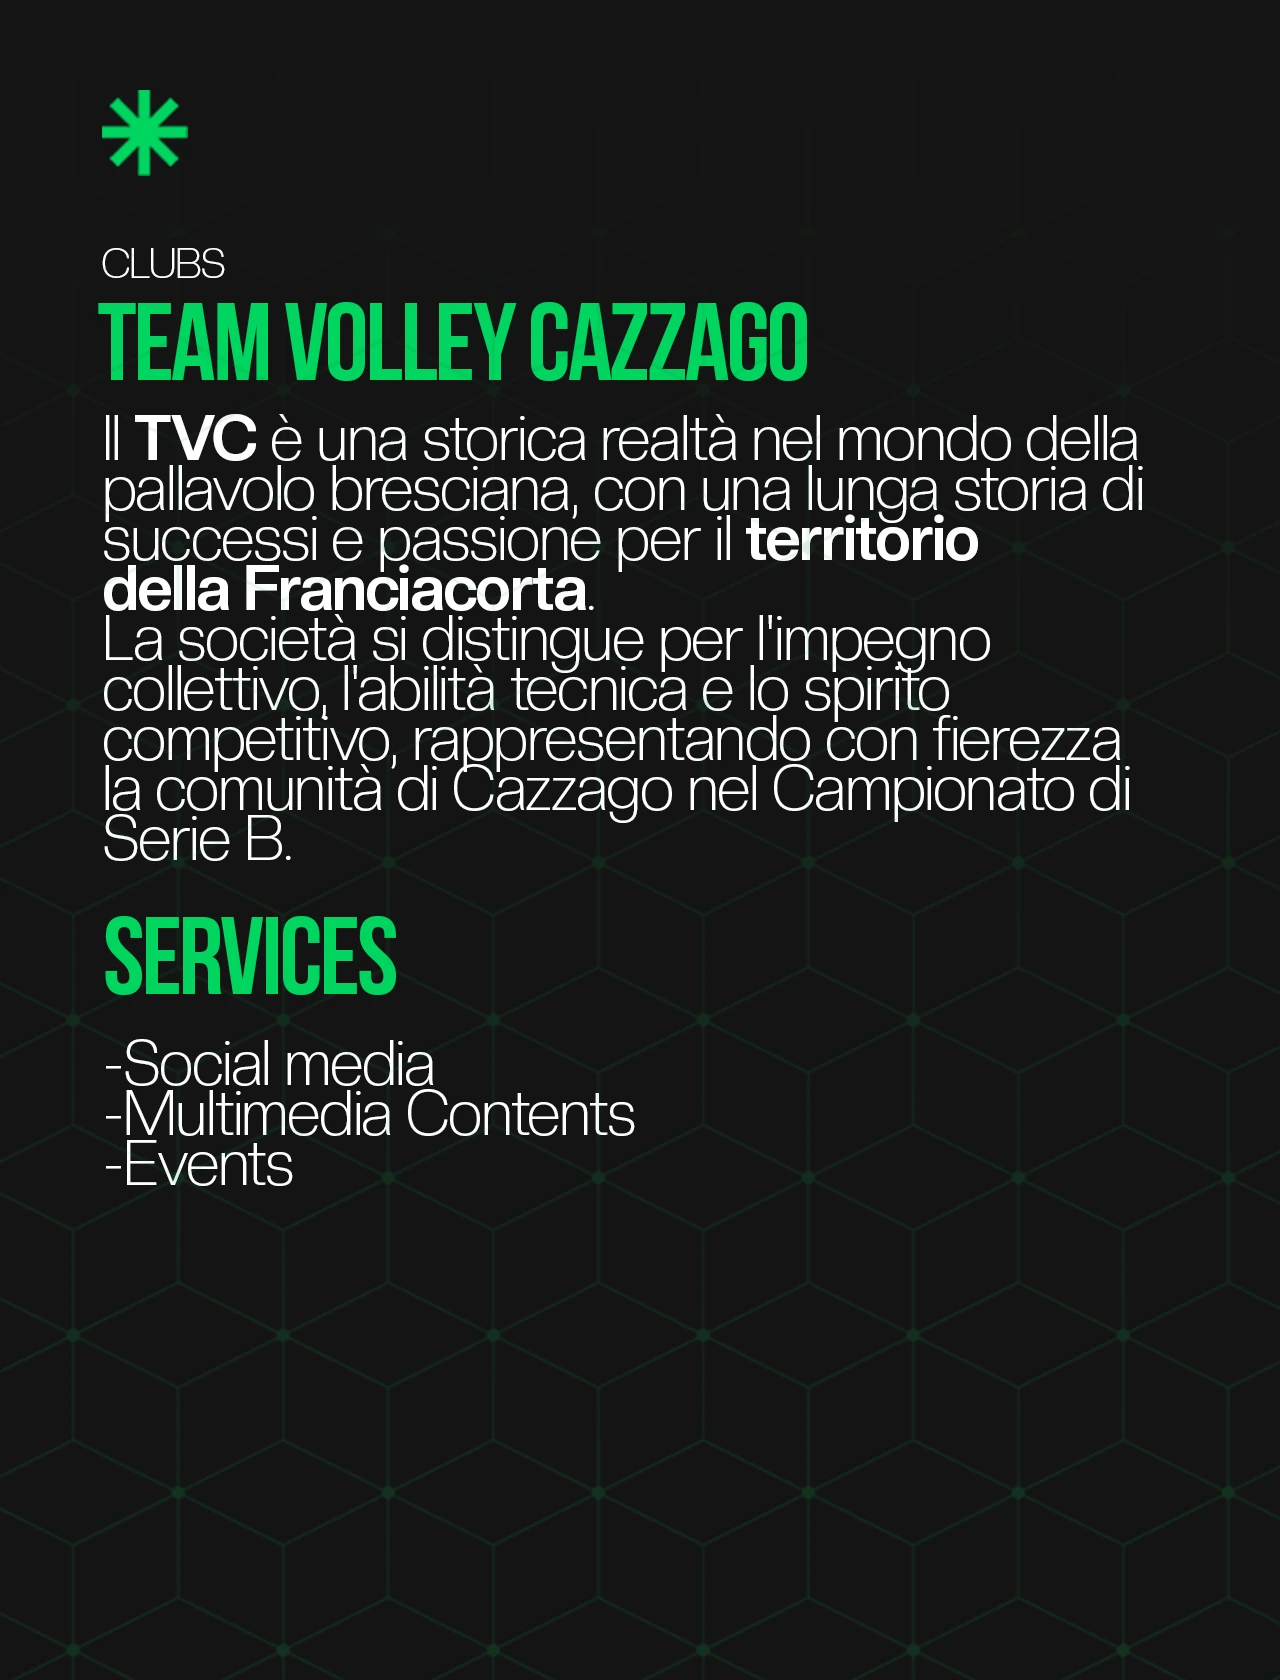 CLUBS
TEAM VOLLEY CAZZAGO
Il TVC è una storica realtà nel mondo della
pallavolo bresciana, con una lunga storia di
successi e passione per il territorio
della Franciacorta.
La società si distingue per l'impegno
collettivo, l'abilità tecnica e lo spirito
competitivo, rappresentando con fierezza
la comunità di Cazzago nel Campionato di
Serie B.
SERVICES
-Social media
-Multimedia Contents
-Events